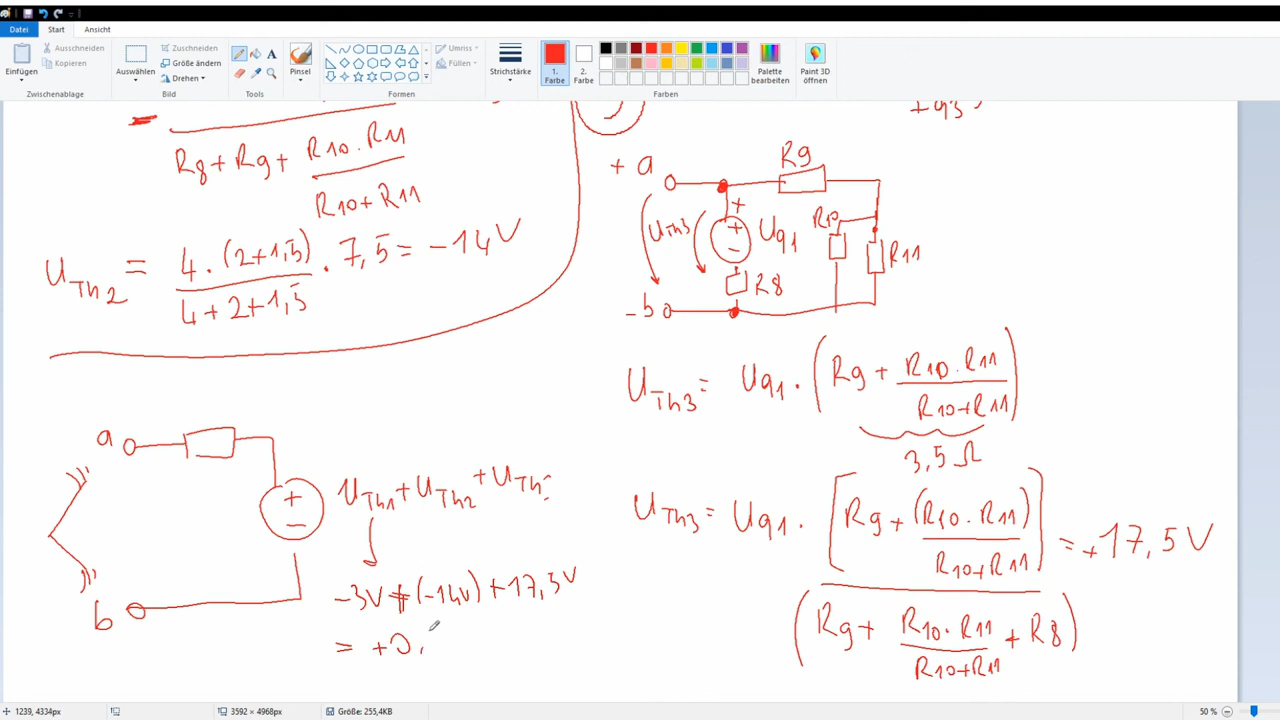 Datei Start Ansicht
Einfügen
Ausschneiden
Kopieren
Zwischenablage
Auswählen
Zuschneiden
Größe ändern
Drehen
Bild
A
Tools
Pinsel
Umriss
Füllen
Formen
Strichstärke
1. Farbe
2. Farbe
Palette bearbeiten
Farben
Paint 3D öffnen
R8 + R9 + R10 . R11
R10 + R11
UTh2 = 4 . (2+1,5) . 7,5 = -14V
4+2+1,5
+ a
R9
+
UTh3
+
-
Uq1
R10
R11
R8
- b
UTh3 = Uq1 . (R9 + R10 . R11)
R10+R11
3,5 Ω
UTh3 = Uq1 . [R9 + (R10 . R11)] = +17,5 V
R10+R11
(R9 + R10 . R11 + R8)
R10+R11
a
+
-
UTh1 + UTh2 + UTh
b
-3V + (-14V) + 17,5V
= +0,
1239, 4334px
3592 × 4968px
Größe: 255,4KB
50 %